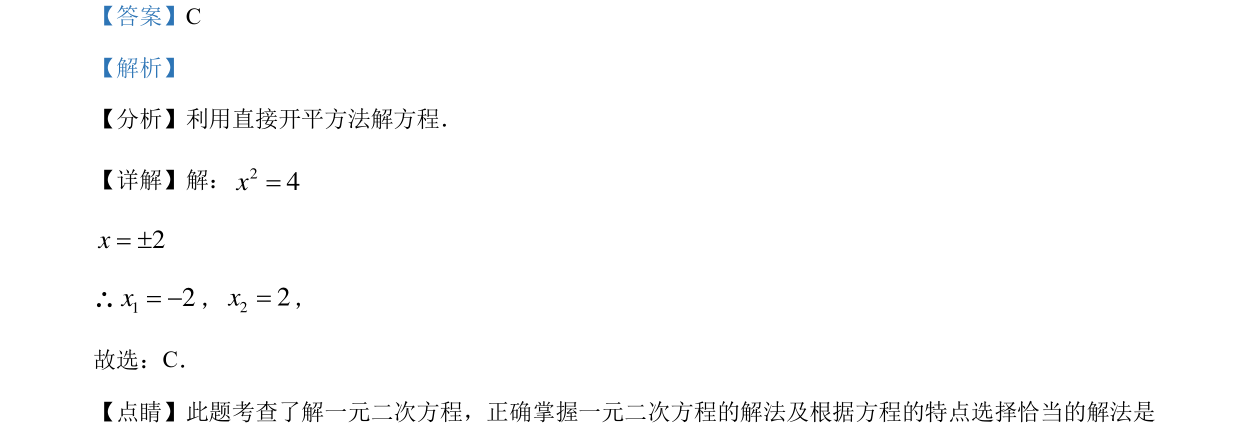 【答案】C
【解析】
【分析】利用直接开平方法解方程．
【详解】解：x² = 4
x = ±2
∴ x₁ = −2，x₂ = 2，
故选：C．
【点睛】此题考查了解一元二次方程，正确掌握一元二次方程的解法及根据方程的特点选择恰当的解法是